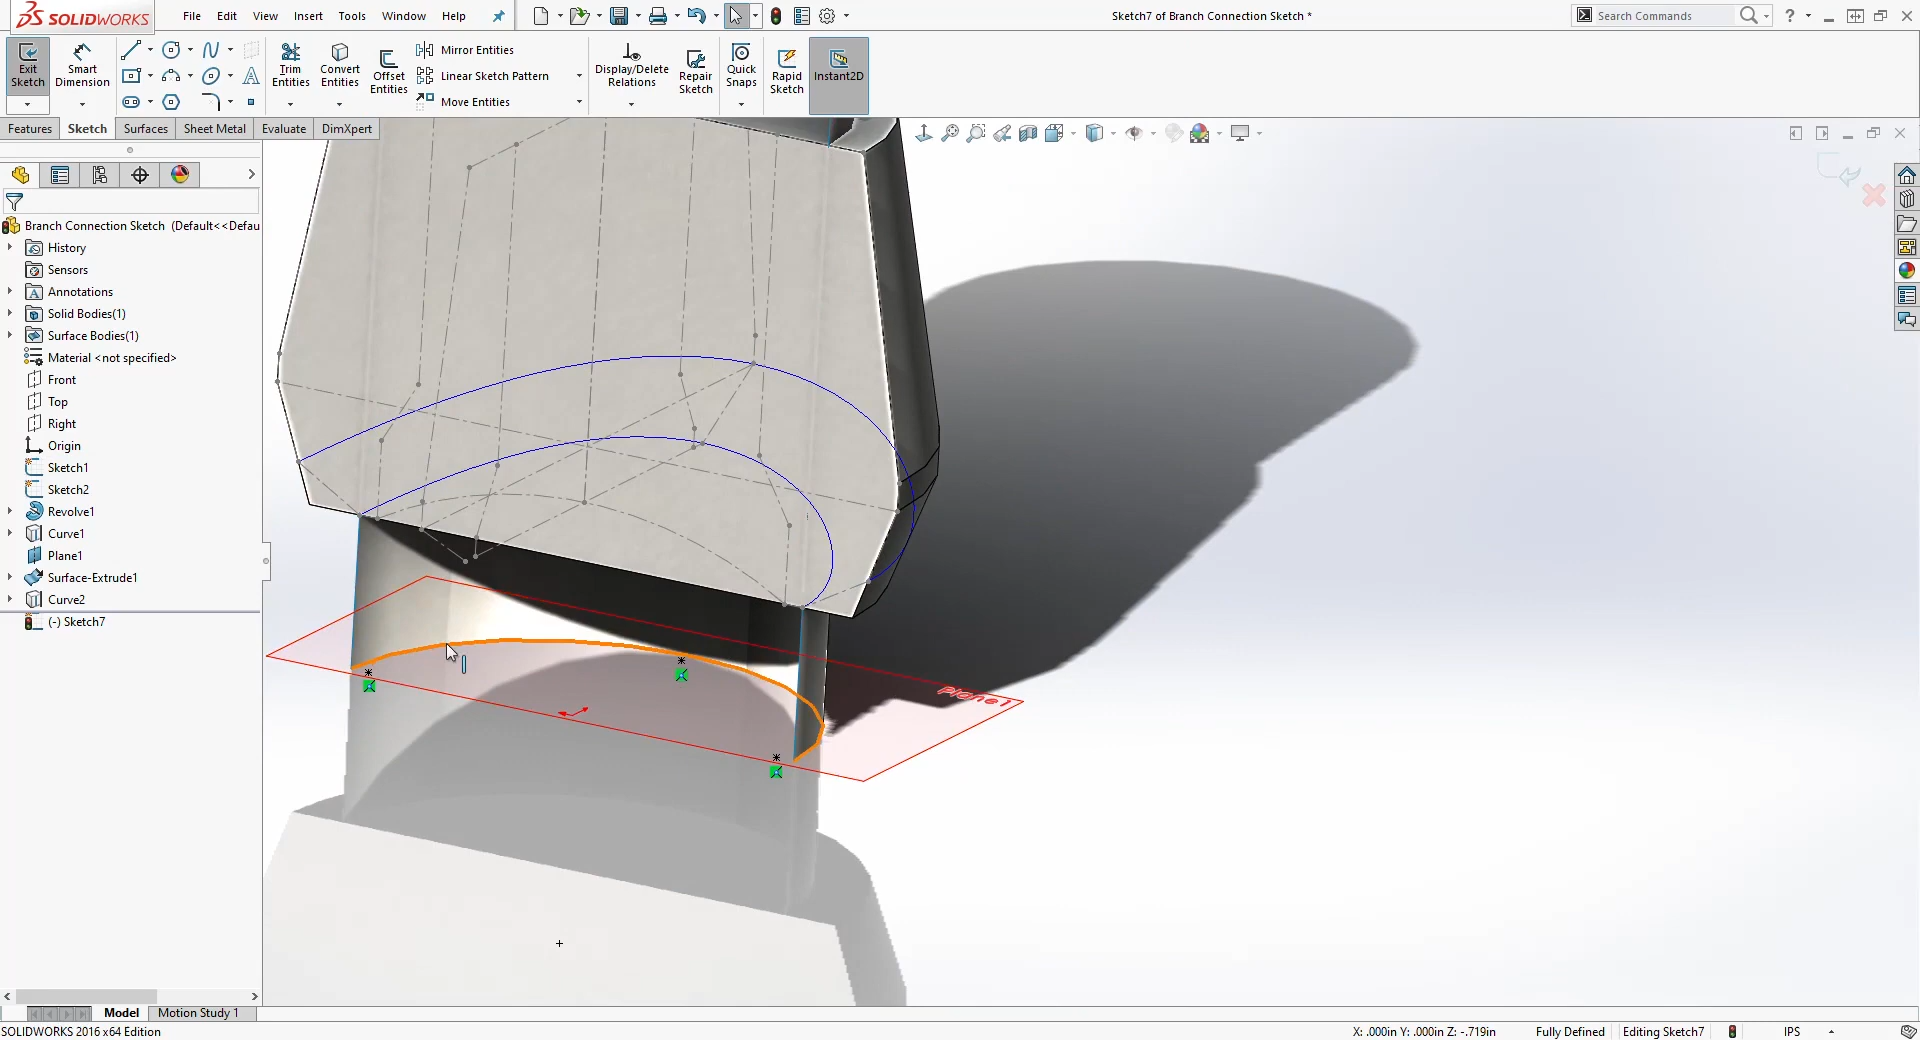 SOLIDWORKS
File Edit View Insert Tools Window Help
Sketch7 of Branch Connection Sketch *
Search Commands
Exit Sketch
Smart Dimension
Trim Entities
Convert Entities
Offset Entities
Mirror Entities
Linear Sketch Pattern
Move Entities
Display/Delete Relations
Repair Sketch
Quick Snaps
Rapid Sketch
Instant2D
Features Sketch Surfaces Sheet Metal Evaluate DimXpert
Branch Connection Sketch (Default<<Defau
History
Sensors
Annotations
Solid Bodies(1)
Surface Bodies(1)
Material <not specified>
Front
Top
Right
Origin
Sketch1
Sketch2
Revolve1
Curve1
Plane1
Surface-Extrude1
Curve2
(-) Sketch7
Plane1
Model Motion Study 1
SOLIDWORKS 2016 x64 Edition
X: .000in Y: .000in Z: -.719in Fully Defined Editing Sketch7 IPS